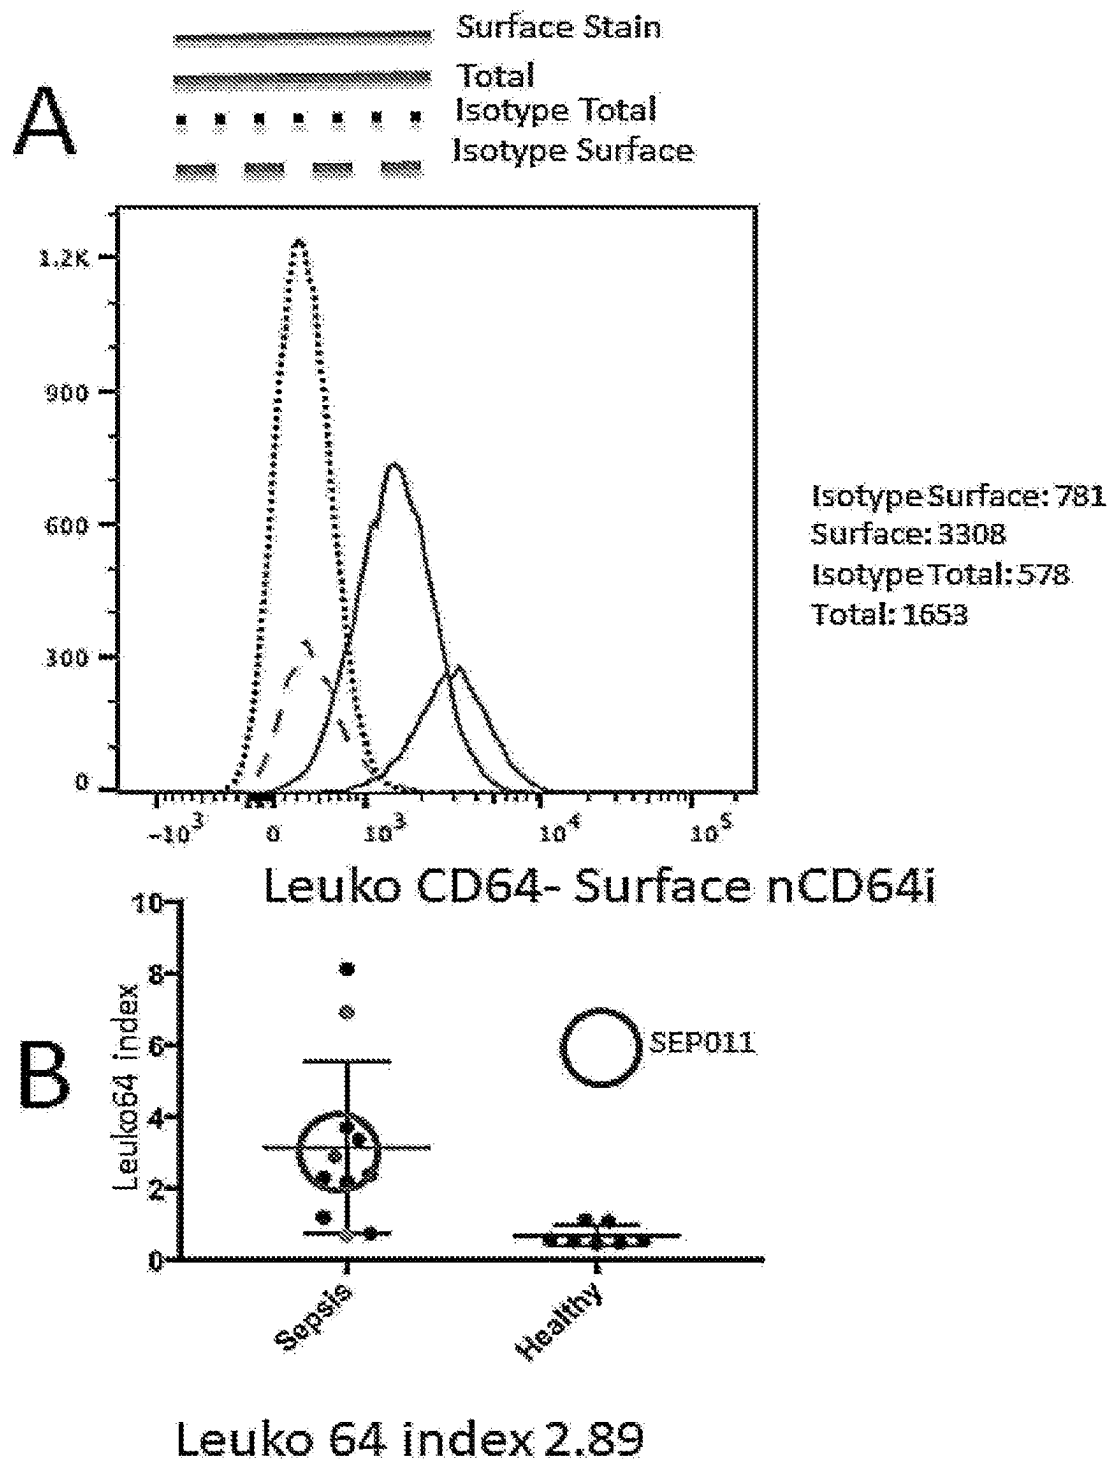 Surface Stain
Total
Isotype Total
Isotype Surface
A
1.2K
900
600
300
0
-10³ 0 10³ 10⁴ 10⁵
Isotype Surface: 781
Surface: 3308
Isotype Total: 578
Total: 1653
Leuko CD64- Surface nCD64i
B
Leuko64 index
10
8
6
4
2
0
SEP011
Sepsis
Healthy
Leuko 64 index 2.89